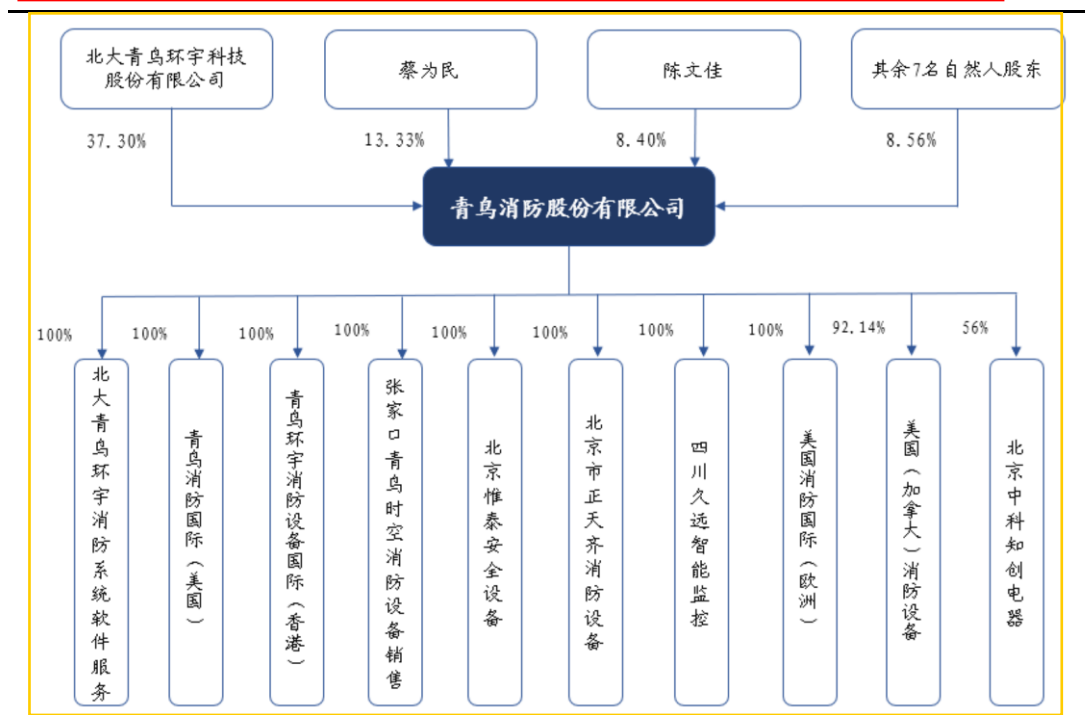 北大青鸟环宇科技
股份有限公司
蔡为民
陈文佳
其余7名自然人股东
37.30%
13.33%
8.40%
8.56%
青鸟消防股份有限公司
100%
100%
100%
100%
100%
100%
100%
100%
92.14%
56%
北大青鸟环宇消防系统软件服务
青鸟消防国际（美国）
青鸟环宇消防设备国际（香港）
张家口青鸟时空消防设备销售
北京惟泰安全设备
北京市正天齐消防设备
四川久远智能监控
美国消防国际（欧洲）
美国（加拿大）消防设备
北京中科知创电器